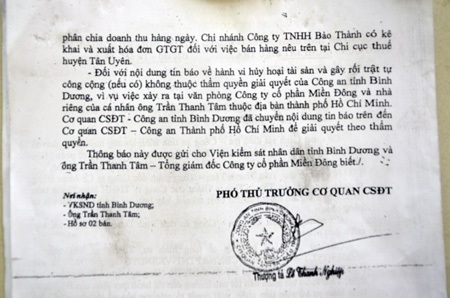 phân chia doanh thu hàng ngày. Chi nhánh Công ty TNHH Bảo Thành có kê
khai và xuất hóa đơn GTGT đối với việc bán hàng nêu trên tại Chi cục thuế
huyện Tân Uyên.
- Đối với nội dung tin báo về hành vi hủy hoại tài sản và gây rối trật tự
công cộng (nếu có) không thuộc thẩm quyền giải quyết của Công an tỉnh Bình
Dương, vì vụ việc xảy ra tại văn phòng Công ty cổ phần Miền Đông và nhà
riêng của cá nhân ông Trần Thanh Tâm thuộc địa bàn thành phố Hồ Chí Minh.
Cơ quan CSĐT - Công an tỉnh Bình Dương đã chuyển nội dung tin báo trên đến
Cơ quan CSĐT – Công an Thành phố Hồ Chí Minh để giải quyết theo thẩm
quyền.
Thông báo này được gửi cho Viện kiểm sát nhân dân tỉnh Bình Dương và
ông Trần Thanh Tâm – Tổng giám đốc Công ty cổ phần Miền Đông biết./.
Nơi nhận:
- VKSND tỉnh Bình Dương;
- Ông Trần Thanh Tâm;
- Hồ sơ 02 bản.
PHÓ THỦ TRƯỞNG CƠ QUAN CSĐT
Thượng tá Lê Thanh Nghiệp